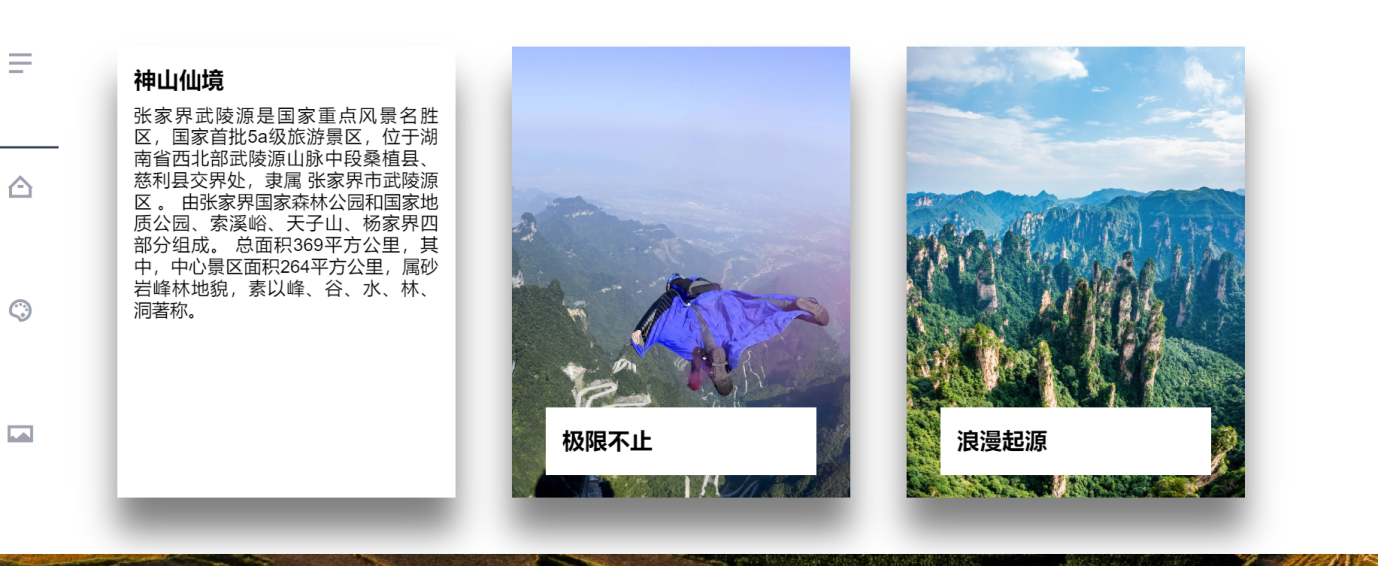 神山仙境
张家界武陵源是国家重点风景名胜
区，国家首批5a级旅游景区，位于湖
南省西北部武陵源山脉中段桑植县、
慈利县交界处，隶属 张家界市武陵源
区 。 由张家界国家森林公园和国家地
质公园、索溪峪、天子山、杨家界四
部分组成。 总面积369平方公里，其
中，中心景区面积264平方公里，属砂
岩峰林地貌，素以峰、谷、水、林、
洞著称。
极限不止
浪漫起源